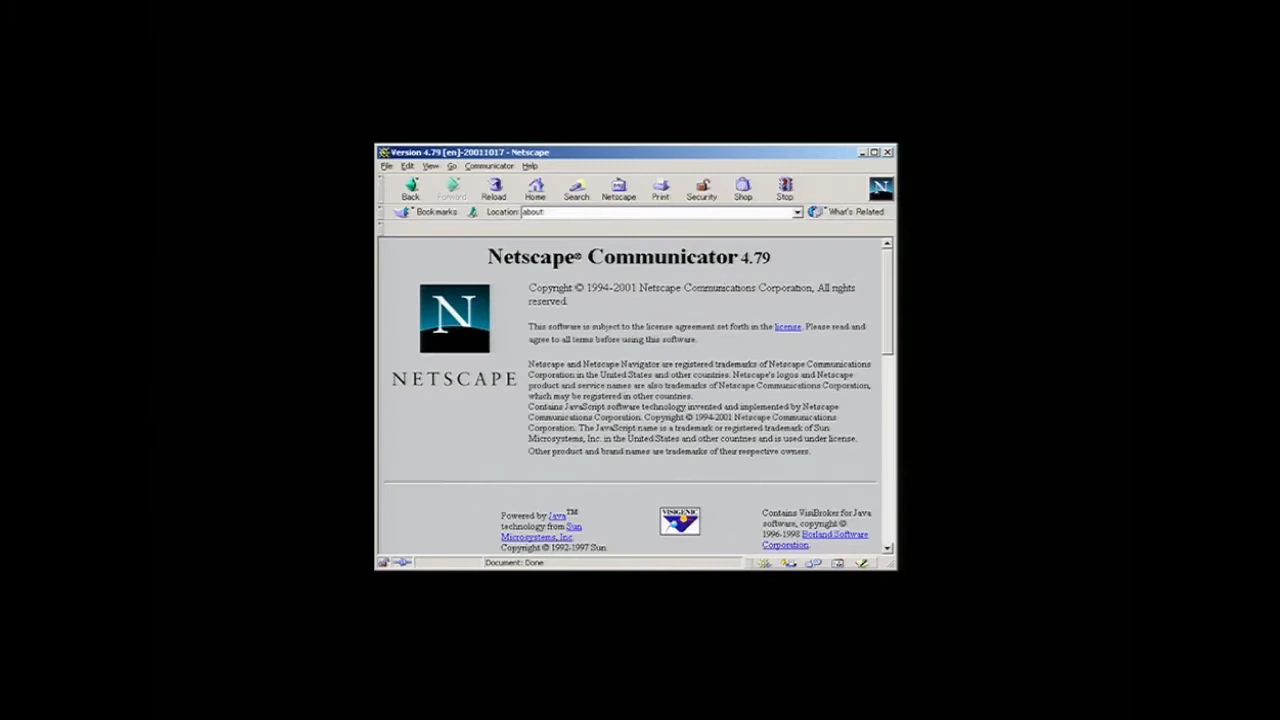 Version 4.79 [en]-20011017 - Netscape
File Edit View Go Communicator Help
Back Forward Reload Home Search Netscape Print Security Shop Stop
N
Bookmarks Location: about: What's Related
Netscape® Communicator 4.79
N
NETSCAPE
Copyright © 1994-2001 Netscape Communications Corporation, All rights
reserved.
This software is subject to the license agreement set forth in the license. Please read and
agree to all terms before using this software.
Netscape and Netscape Navigator are registered trademarks of Netscape Communications
Corporation in the United States and other countries. Netscape's logos and Netscape
product and service names are also trademarks of Netscape Communications Corporation,
which may be registered in other countries.
Contains JavaScript software technology invented and implemented by Netscape
Communications Corporation. Copyright © 1994-2001 Netscape Communications
Corporation. The JavaScript name is a trademark or registered trademark of Sun
Microsystems, Inc. in the United States and other countries and is used under license.
Other product and brand names are trademarks of their respective owners.
Powered by Java™
technology from Sun
Microsystems, Inc.
Copyright © 1992-1997 Sun
VISIGENIC
Contains VisiBroker for Java
software, copyright ©
1996-1998 Borland Software
Corporation.
Document: Done